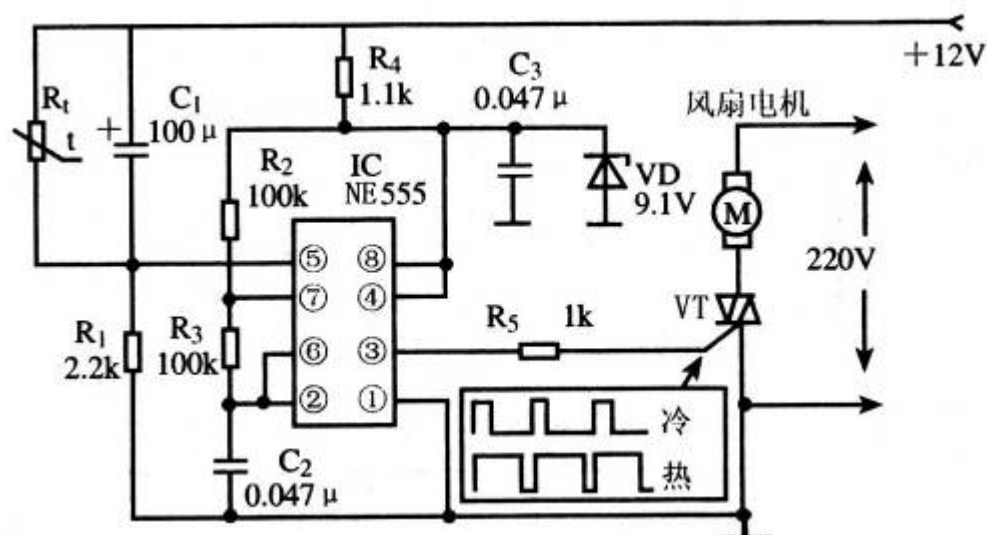 +12V
Rt
t
C1
+
100μ
R4
1.1k
C3
0.047μ
风扇电机
R2
100k
IC
NE555
VD
9.1V
M
220V
⑤
⑧
⑦
④
⑥
③
②
①
R1
2.2k
R3
100k
R5
1k
VT
冷
热
C2
0.047μ